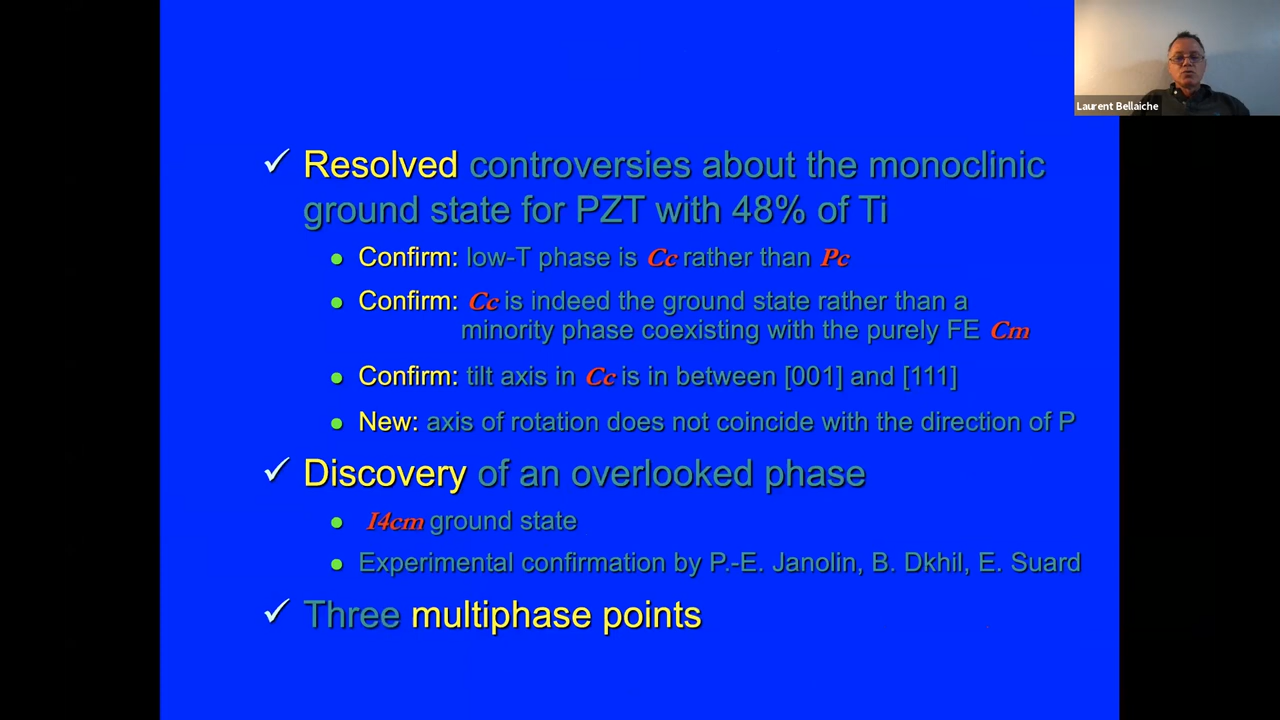 Laurent Bellaiche
✓ Resolved controversies about the monoclinic
ground state for PZT with 48% of Ti
• Confirm: low-T phase is Cc rather than Pc
• Confirm: Cc is indeed the ground state rather than a
minority phase coexisting with the purely FE Cm
• Confirm: tilt axis in Cc is in between [001] and [111]
• New: axis of rotation does not coincide with the direction of P
✓ Discovery of an overlooked phase
• I4cm ground state
• Experimental confirmation by P.-E. Janolin, B. Dkhil, E. Suard
✓ Three multiphase points